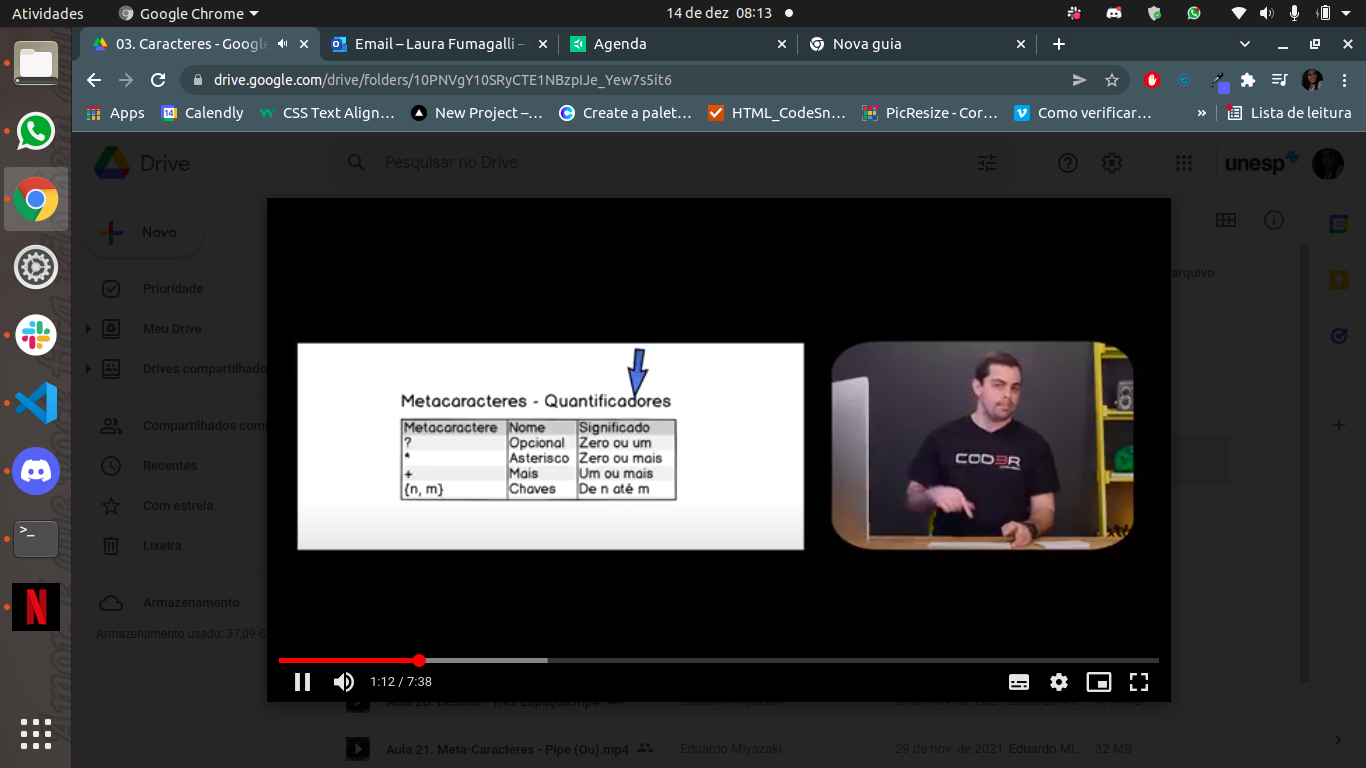 Atividades Google Chrome 14 de dez 08:13
03. Caracteres - Google Email – Laura Fumagalli – Agenda Nova guia
drive.google.com/drive/folders/10PNVgY10SRyCTE1NBzpIJe_Yew7s5it6
Apps Calendly CSS Text Align… New Project –… Create a palet… HTML_CodeSn… PicResize - Cor… Como verificar… » Lista de leitura
Drive Pesquisar no Drive unesp
Novo
arquivo
Prioridade
Meu Drive
Drives compartilhado
Compartilhados com
Recentes
Com estrela
Lixeira
Armazenamento
Armazenamento usado: 37,09 G
Metacaracteres - Quantificadores
Metacaractere Nome Significado
? Opcional Zero ou um
* Asterisco Zero ou mais
+ Mais Um ou mais
{n, m} Chaves De n até m
COD3R
1:12 / 7:38
Aula 20. Desafio - Três Espaços.mp4 Eduardo Miyazaki 29 de nov. de 2021 Eduardo Mi…
Aula 21. Meta-Caracteres - Pipe (Ou).mp4 Eduardo Miyazaki 29 de nov. de 2021 Eduardo Mi… 32 MB